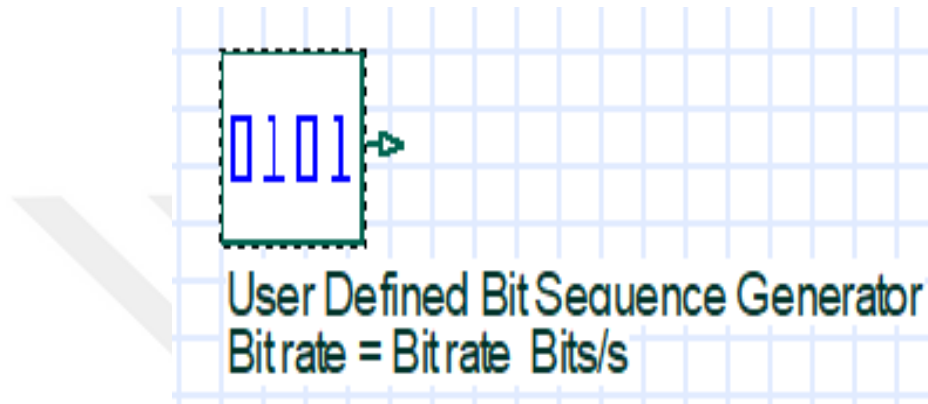 0101
User Defined Bit Sequence Generator
Bit rate = Bit rate Bits/s